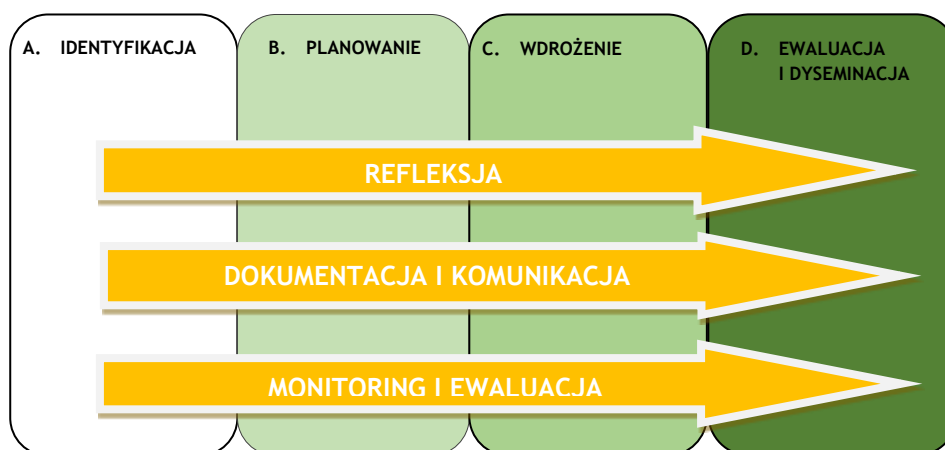 A. IDENTYFIKACJA
B. PLANOWANIE
C. WDROŻENIE
D. EWALUACJA
I DYSEMINACJA
REFLEKSJA
DOKUMENTACJA I KOMUNIKACJA
MONITORING I EWALUACJA